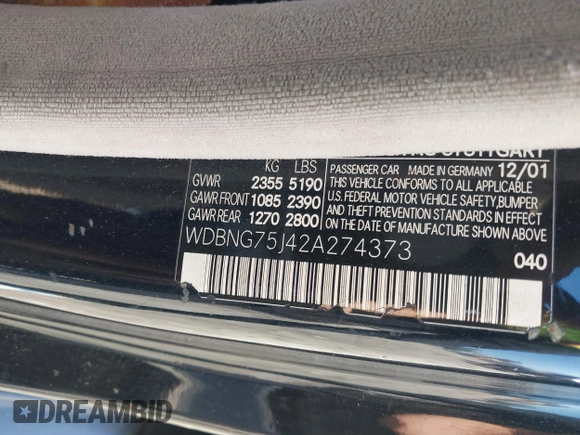 STUTTGART
KG LBS
GVWR 2355 5190
GAWR FRONT 1085 2390
GAWR REAR 1270 2800
PASSENGER CAR MADE IN GERMANY 12/01
THIS VEHICLE CONFORMS TO ALL APPLICABLE
U.S. FEDERAL MOTOR VEHICLE SAFETY, BUMPER,
AND THEFT PREVENTION STANDARDS IN EFFECT
ON THE DATE OF MANUFACTURE SHOWN ABOVE.
WDBNG75J42A274373
040
DREAMBID